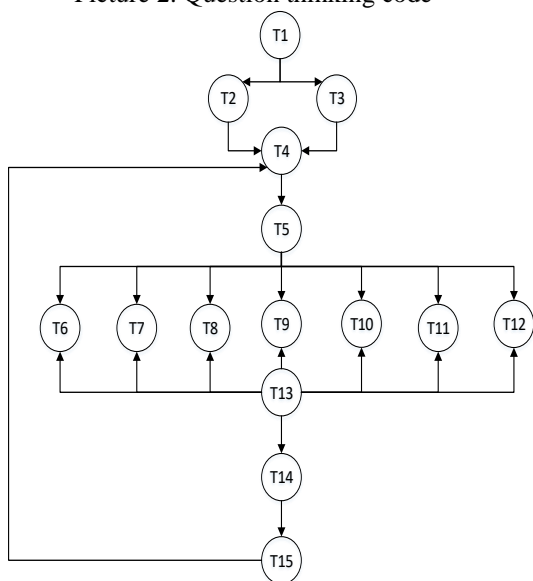 Picture 2. Question thinking code
T1
T2 T3
T4
T5
T6 T7 T8 T9 T10 T11 T12
T13
T14
T15